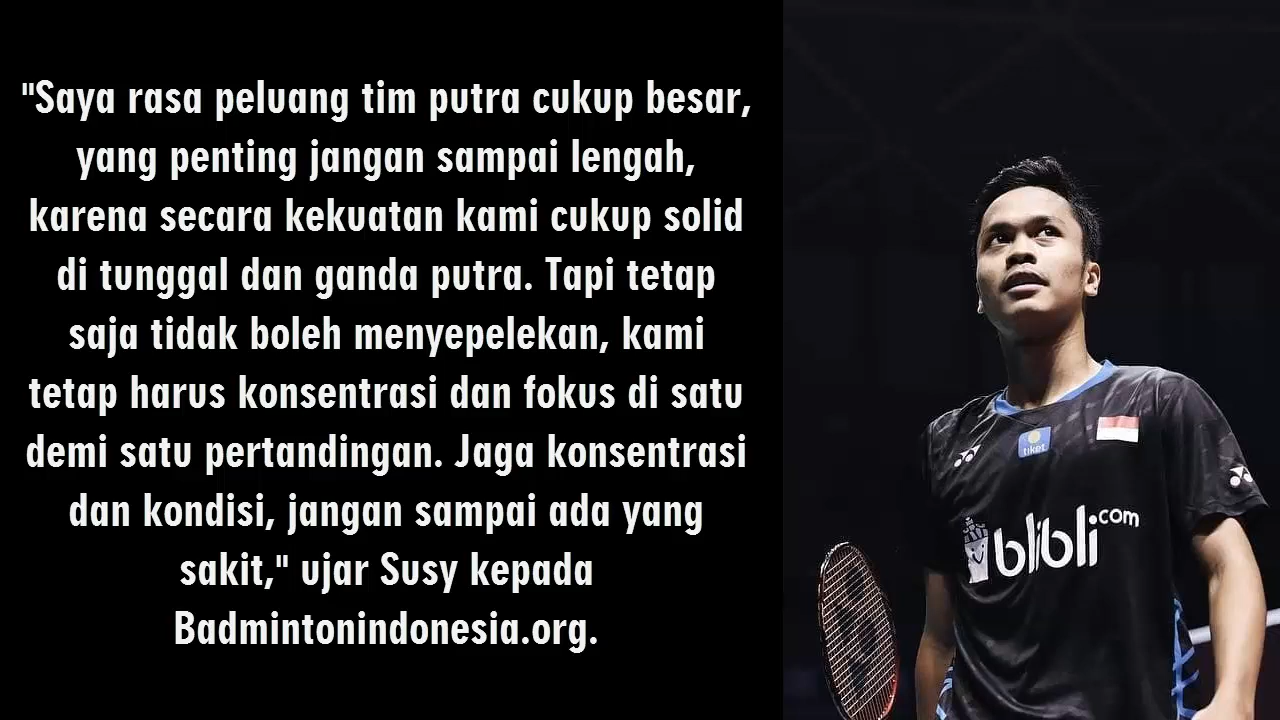 "Saya rasa peluang tim putra cukup besar,
yang penting jangan sampai lengah,
karena secara kekuatan kami cukup solid
di tunggal dan ganda putra. Tapi tetap
saja tidak boleh menyepelekan, kami
tetap harus konsentrasi dan fokus di satu
demi satu pertandingan. Jaga konsentrasi
dan kondisi, jangan sampai ada yang
sakit," ujar Susy kepada
Badmintonindonesia.org.
tiket
blibli.com